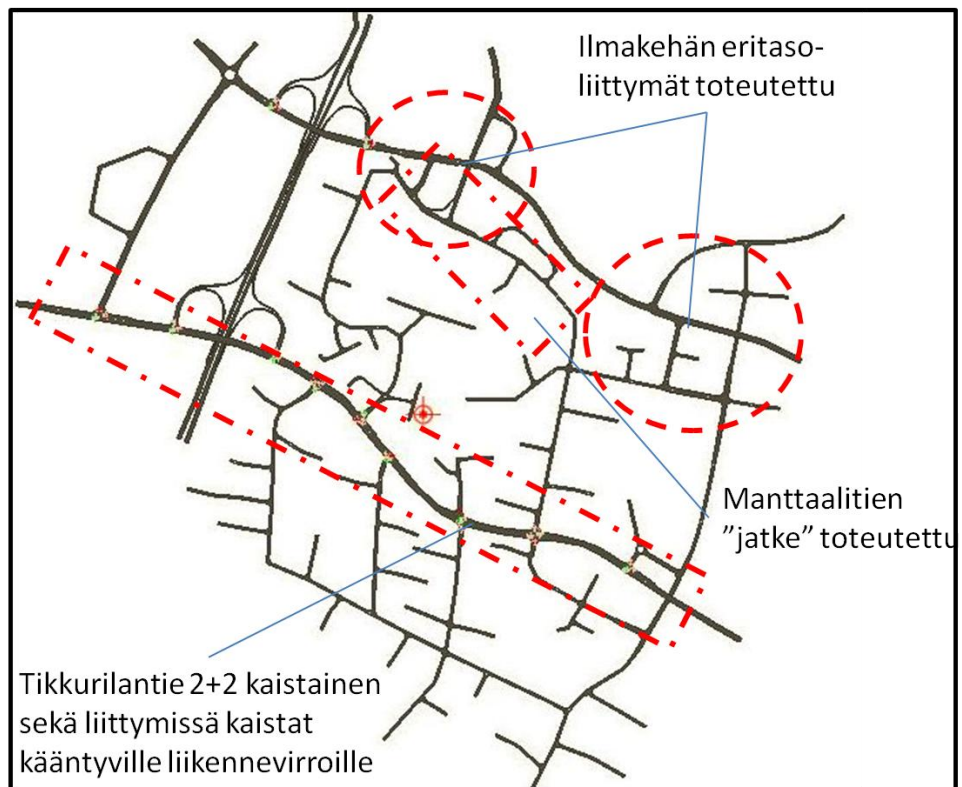 Ilmakehän eritaso-
liittymät toteutettu
Manttaalitien
”jatke” toteutettu
Tikkurilantie 2+2 kaistainen
sekä liittymissä kaistat
kääntyville liikennevirroille